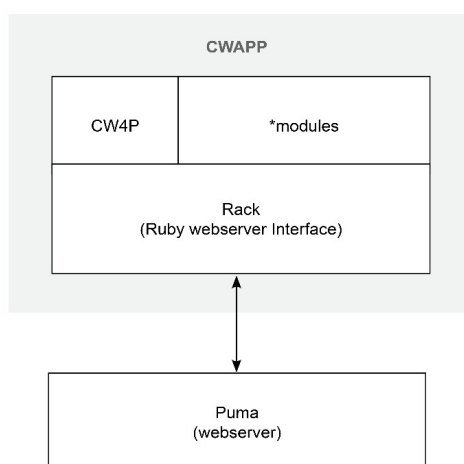 CWAPP
CW4P
*modules
Rack
(Ruby webserver Interface)
Puma
(webserver)